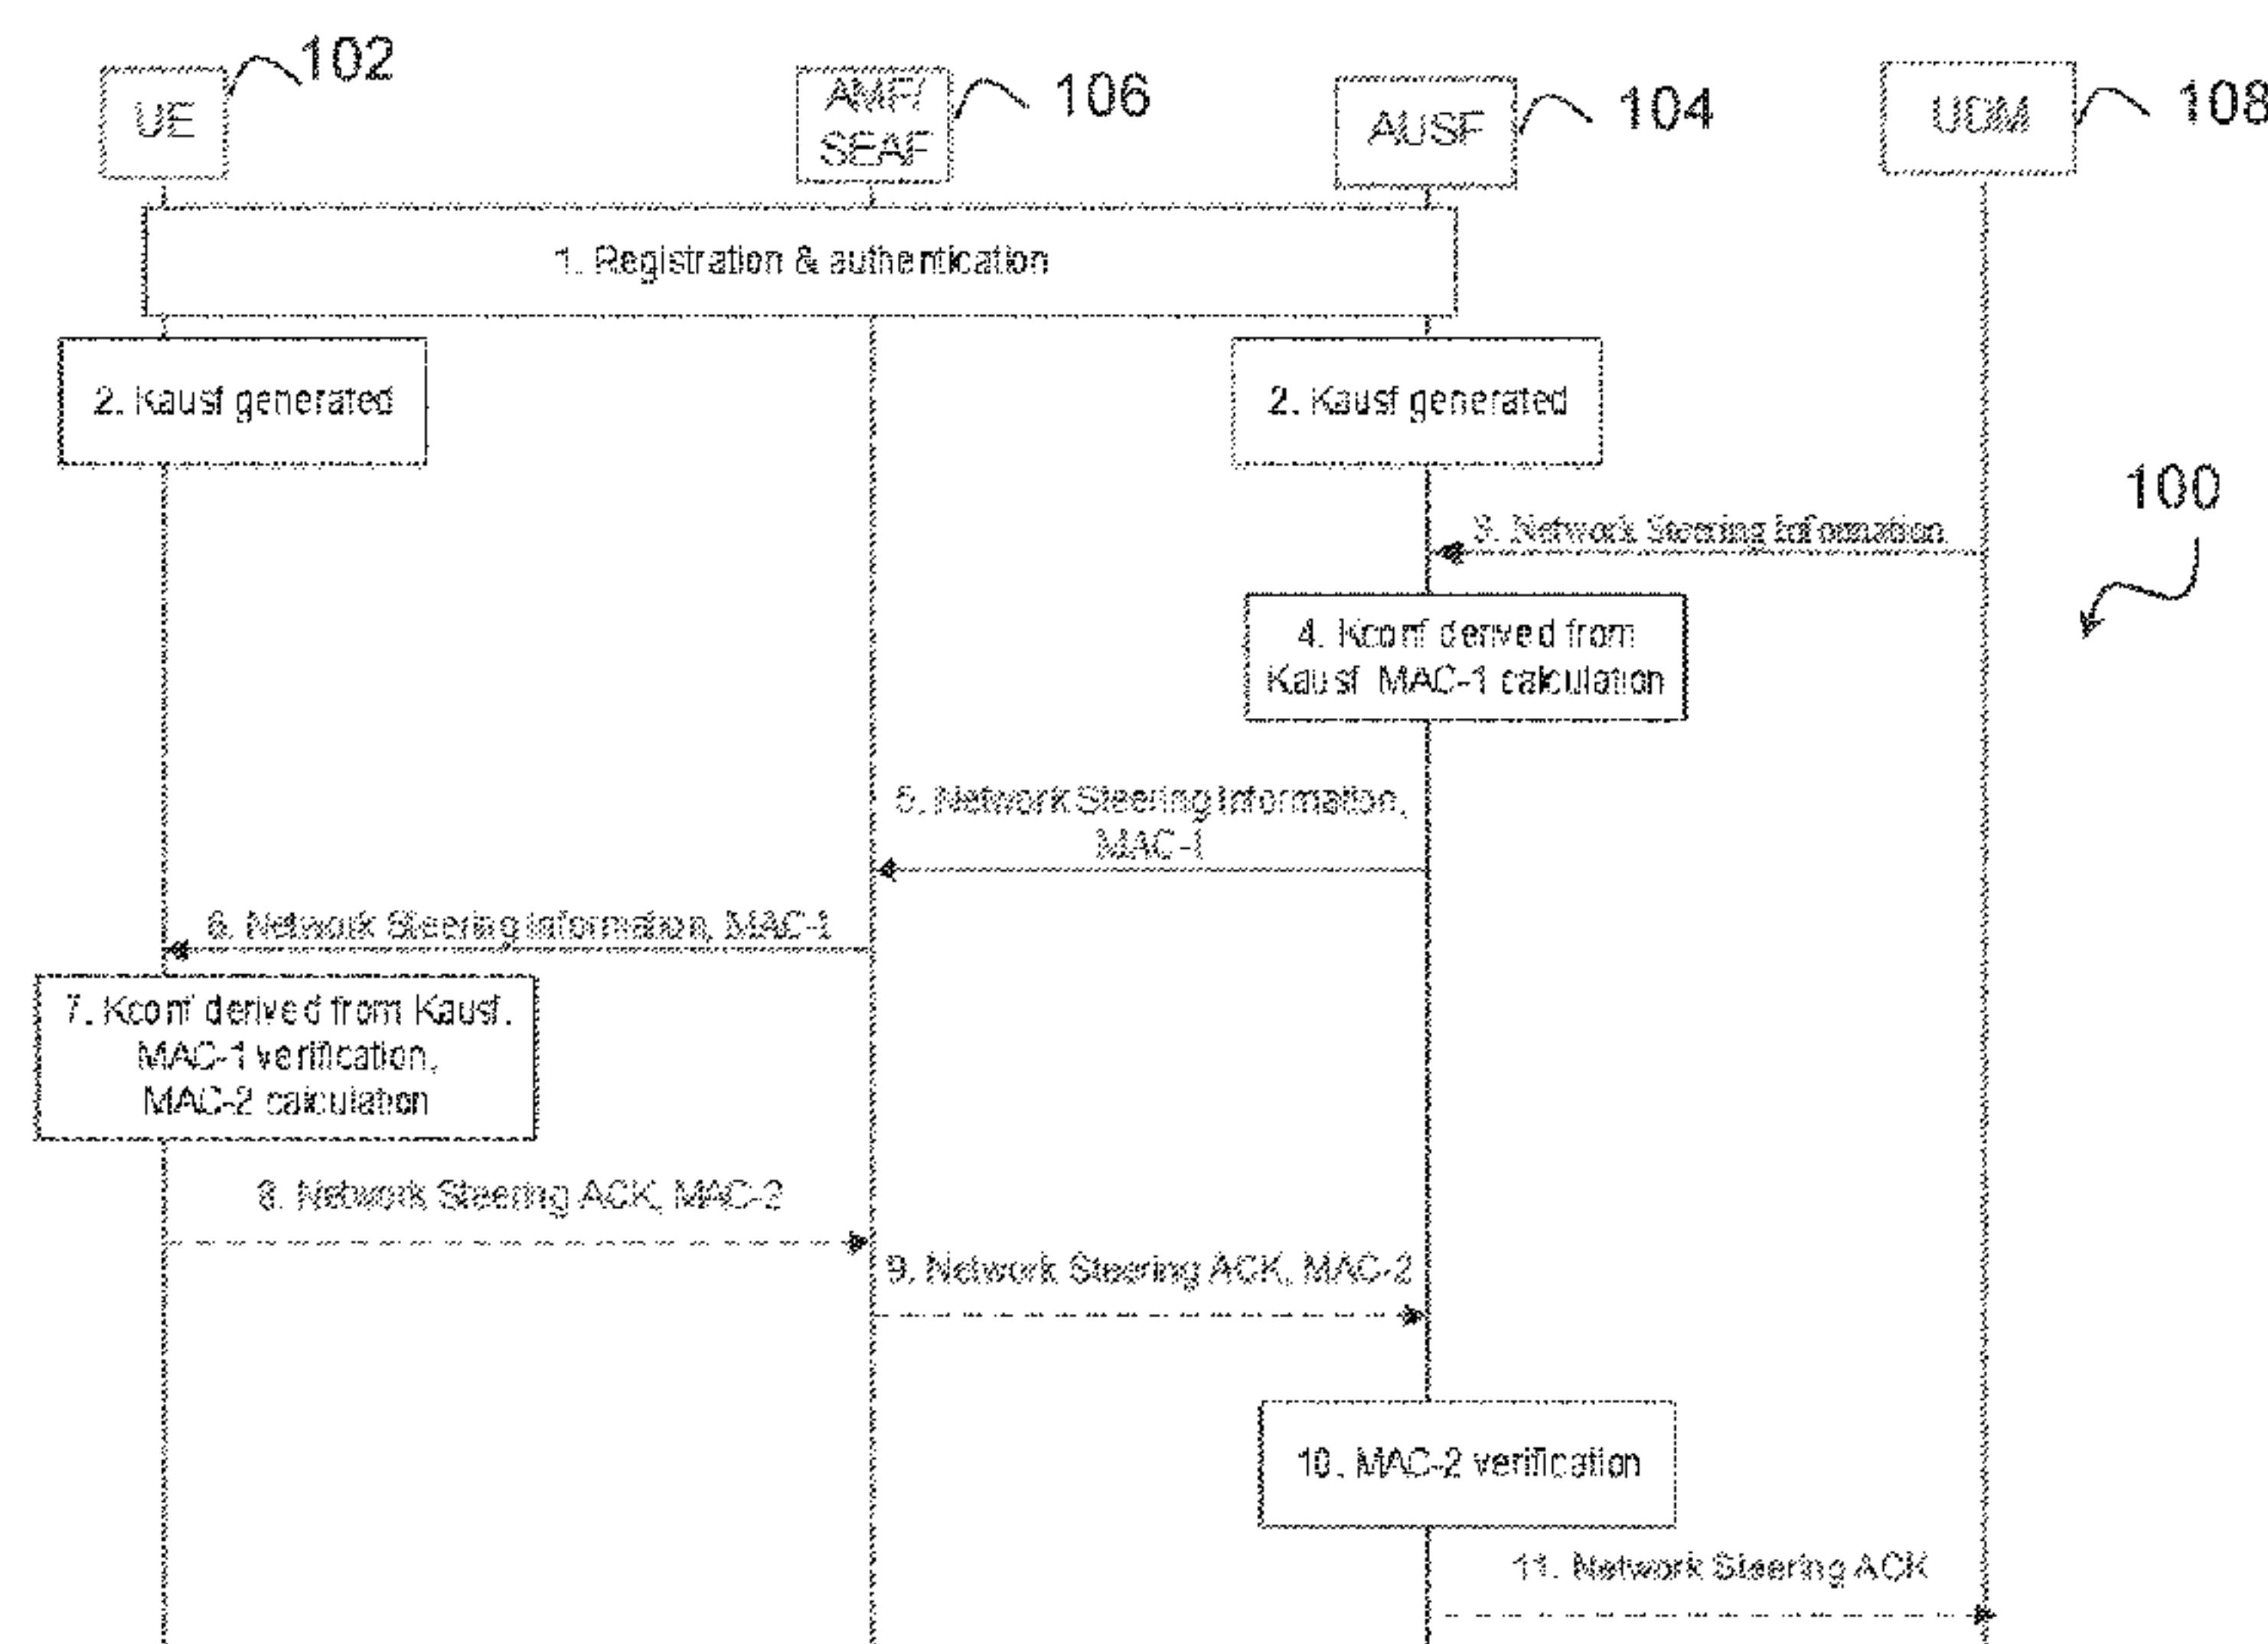 102
106
104
108
UE
AMF/
SEAF
AUSF
UDM
1. Registration & authentication
2. Kausf generated
2. Kausf generated
100
3. Network Steering Information
4. Kconf derived from
Kausf MAC-1 calculation
5. Network Steering Information,
MAC-1
6. Network Steering Information, MAC-1
7. Kconf derived from Kausf.
MAC-1 verification,
MAC-2 calculation
8. Network Steering ACK, MAC-2
9. Network Steering ACK, MAC-2
10. MAC-2 verification
11. Network Steering ACK